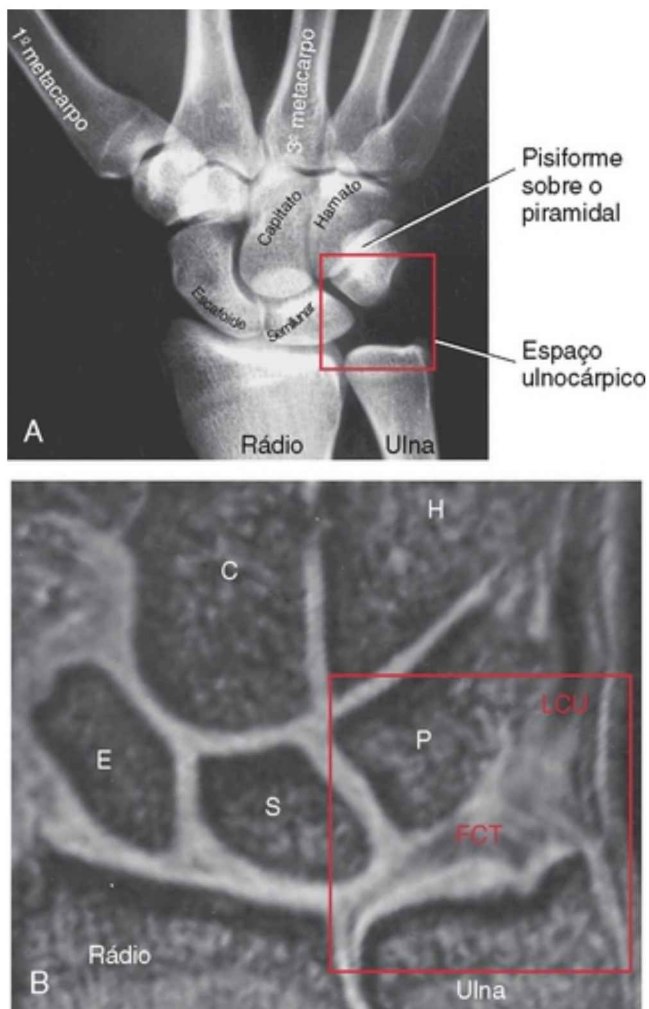 1º metacarpo
3º metacarpo
Capitato
Hamato
Escafoide
Semilunar
Pisiforme
sobre o
piramidal
Espaço
ulnocárpico
A
Rádio
Ulna
H
C
LCU
P
E
S
FCT
Rádio
B
Ulna